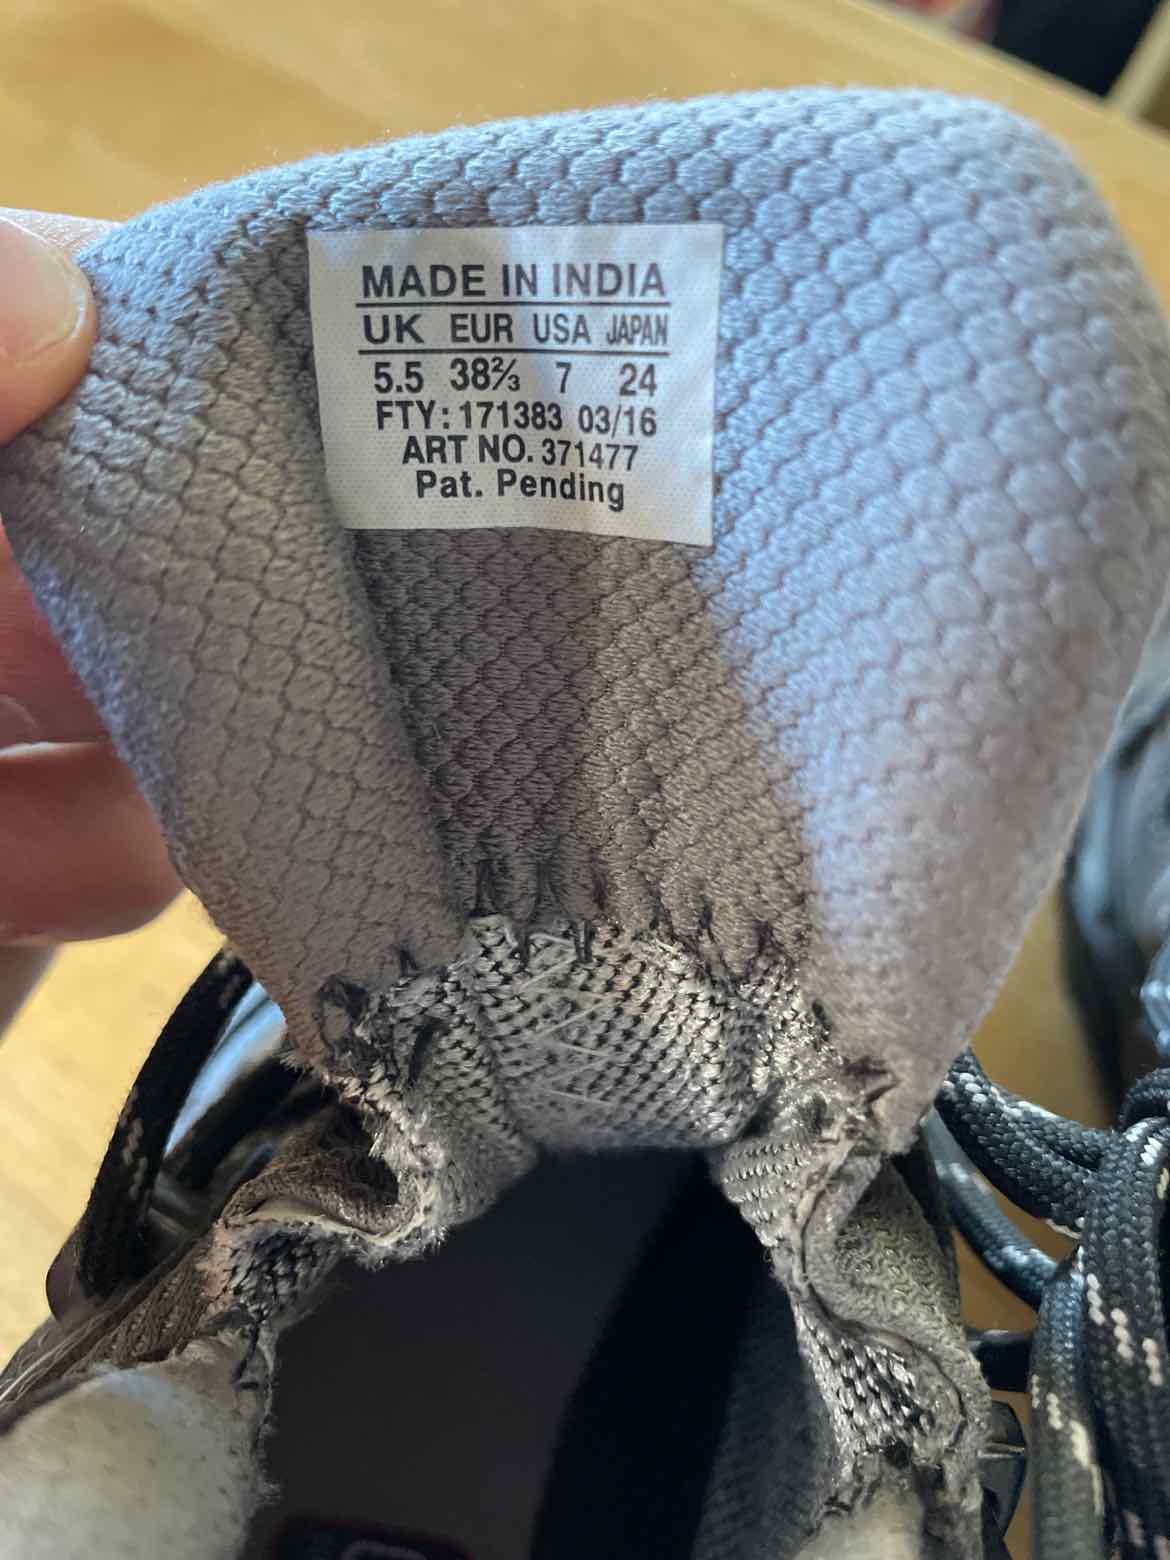 MADE IN INDIA
UK EUR USA JAPAN
5.5 38⅔ 7 24
FTY: 171383 03/16
ART NO. 371477
Pat. Pending